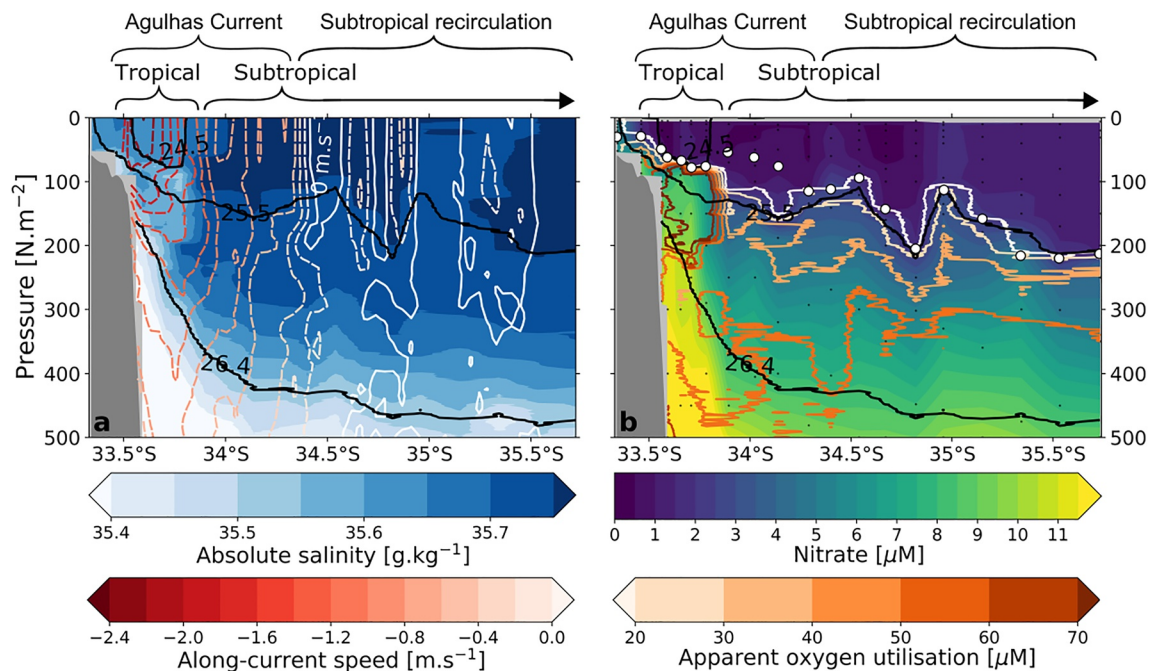 Agulhas Current Subtropical recirculation
Tropical Subtropical
Pressure [N.m⁻²]
0
100
200
300
400
500
24.5
25.5
26.4
0 m.s⁻
a
33.5°S 34°S 34.5°S 35°S 35.5°S
35.4 35.5 35.6 35.7
Absolute salinity [g.kg⁻¹]
−2.4 −2.0 −1.6 −1.2 −0.8 −0.4 0.0
Along-current speed [m.s⁻¹]
Agulhas Current Subtropical recirculation
Tropical Subtropical
0
100
200
300
400
500
24.5
25.5
26.4
b
33.5°S 34°S 34.5°S 35°S 35.5°S
0 1 2 3 4 5 6 7 8 9 10 11
Nitrate [μM]
20 30 40 50 60 70
Apparent oxygen utilisation [μM]